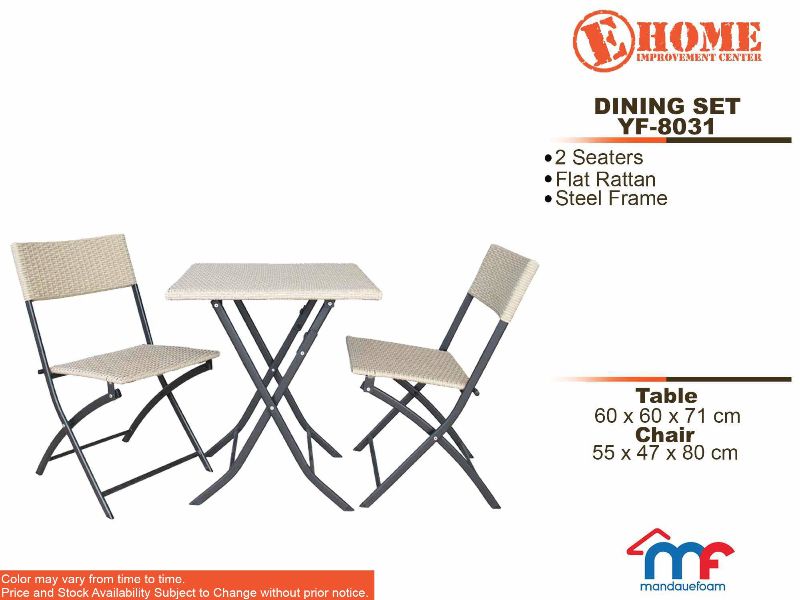 E HOME
IMPROVEMENT CENTER
DINING SET
YF-8031
•2 Seaters
•Flat Rattan
•Steel Frame
Table
60 x 60 x 71 cm
Chair
55 x 47 x 80 cm
mf
mandauefoam
Color may vary from time to time.
Price and Stock Availability Subject to Change without prior notice.